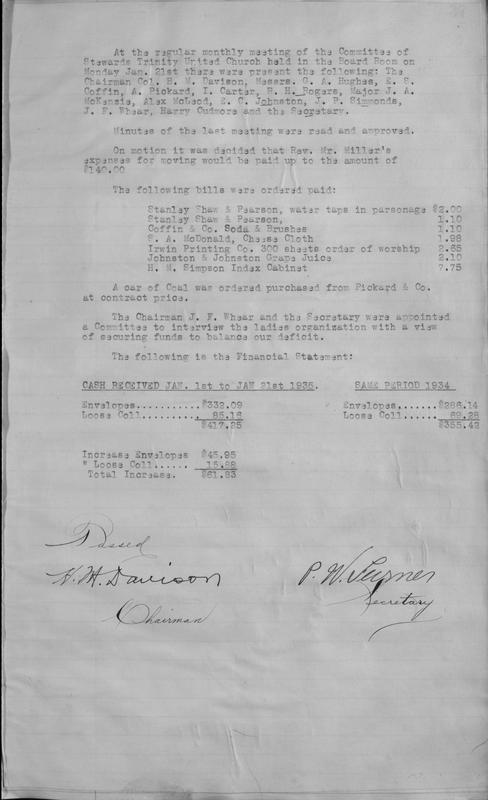 At the regular monthly meeting of the Committee of
Stewards Trinity United Church held in the Board Room on
Monday Jan. 21st there were present the following: The
Chairman Col. H. M. Davison, Messrs. G. A. Hughes, E. S.
Coffin, A. Pickard, I. Carter, R. H. Rogers, Major J. A.
McKenzie, Alex McLeod, E. C. Johnston, J. P. Simmonds,
J. F. Whear, Harry Cudmore and the Secretary.
Minutes of the last meeting were read and approved.
On motion it was decided that Rev. Mr. Miller's
expenses for moving would be paid up to the amount of
$140.00
The following bills were ordered paid:
Stanley Shaw & Pearson, water taps in parsonage $2.00
Stanley Shaw & Pearson, 1.10
Coffin & Co. Soda & Brushes 1.10
S. A. McDonald, Cheese Cloth 1.98
Irwin Printing Co. 300 sheets order of worship 2.65
Johnston & Johnston Grape Juice 2.10
H. M. Simpson Index Cabinet 7.75
A car of Coal was ordered purchased from Pickard & Co.
at contract price.
The Chairman J. F. Whear and the Secretary were appointed
a Committee to interview the ladies organization with a view
of securing funds to balance our deficit.
The following is the Financial Statement:
CASH RECEIVED JAN. 1st to JAN 21st 1935. SAME PERIOD 1934
Envelopes...........$332.09 Envelopes.......$286.14
Loose Coll.......... 85.16 Loose Coll...... 69.28
$417.25 $355.42
Increase Envelopes $45.95
" Loose Coll...... 15.88
Total Increase. $61.83
Passed
H. M. Davison P. W. Turner
Chairman Secretary